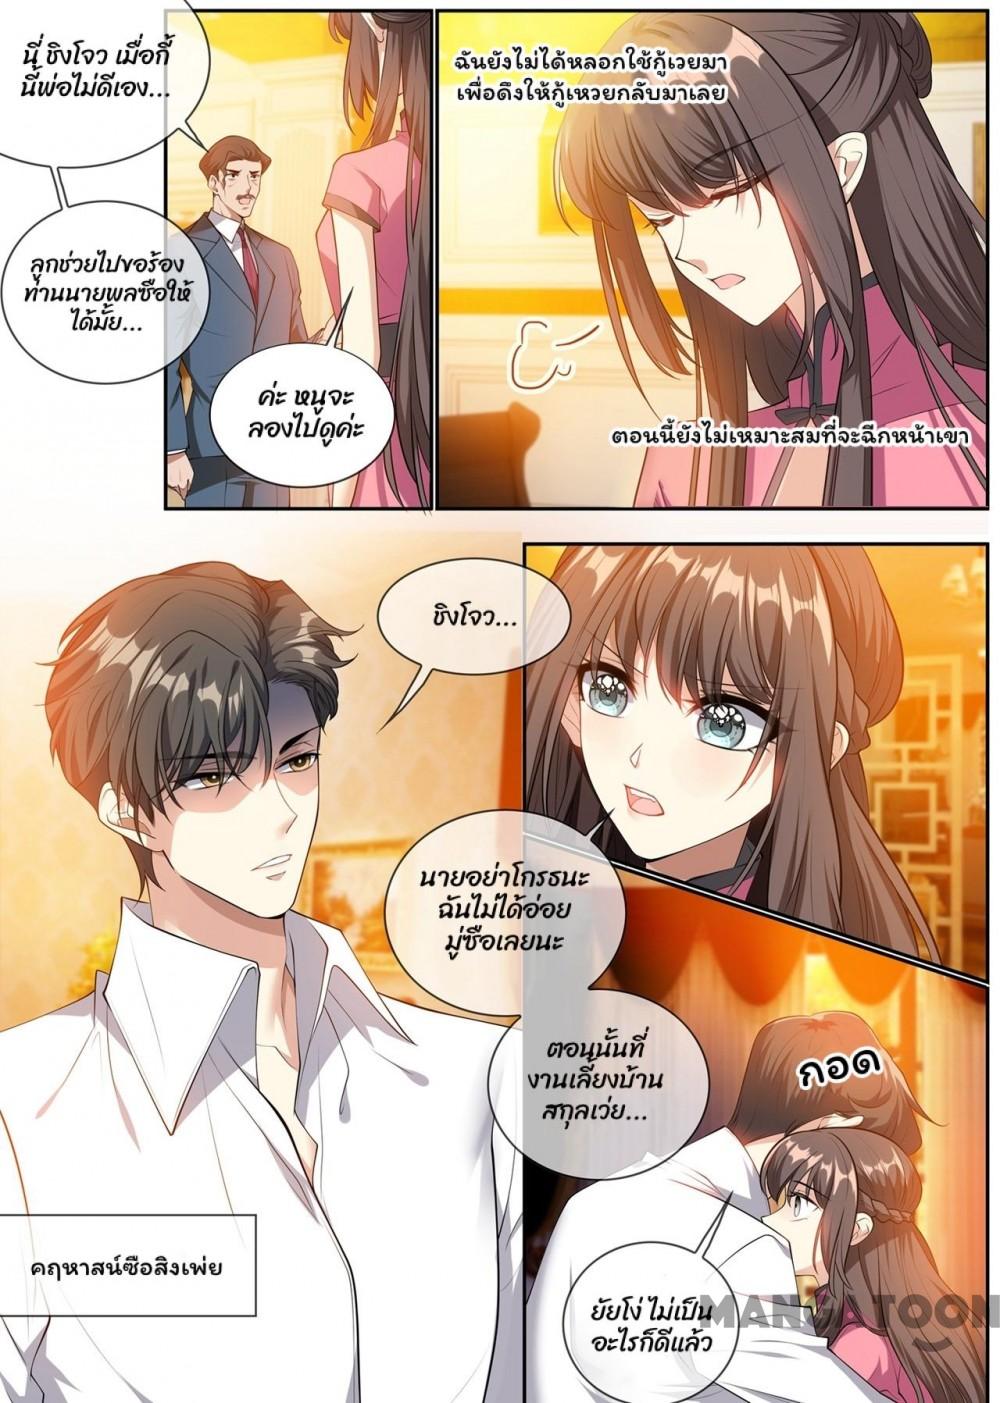 นี่ ชิงโจว เมื่อกี้
นี้พ่อไม่ดีเอง...
ลูกช่วยไปขอร้อง
ท่านนายพลซือให้
ได้มั้ย...
ค่ะ หนูจะ
ลองไปดูค่ะ
ฉันยังไม่ได้หลอกใช้กู้เวยมา
เพื่อดึงให้กู้เหวยกลับมาเลย
ตอนนี้ยังไม่เหมาะสมที่จะฉีกหน้าเขา
ชิงโจว...
นายอย่าโกรธนะ
ฉันไม่ได้อ่อย
มู่ซือเลยนะ
ตอนนั้นที่
งานเลี้ยงบ้าน
สกุลเว่ย...
กอด
คฤหาสน์ซือสิงเพ่ย
ยัยโง่ ไม่เป็น
อะไรก็ดีแล้ว
MANGATOON